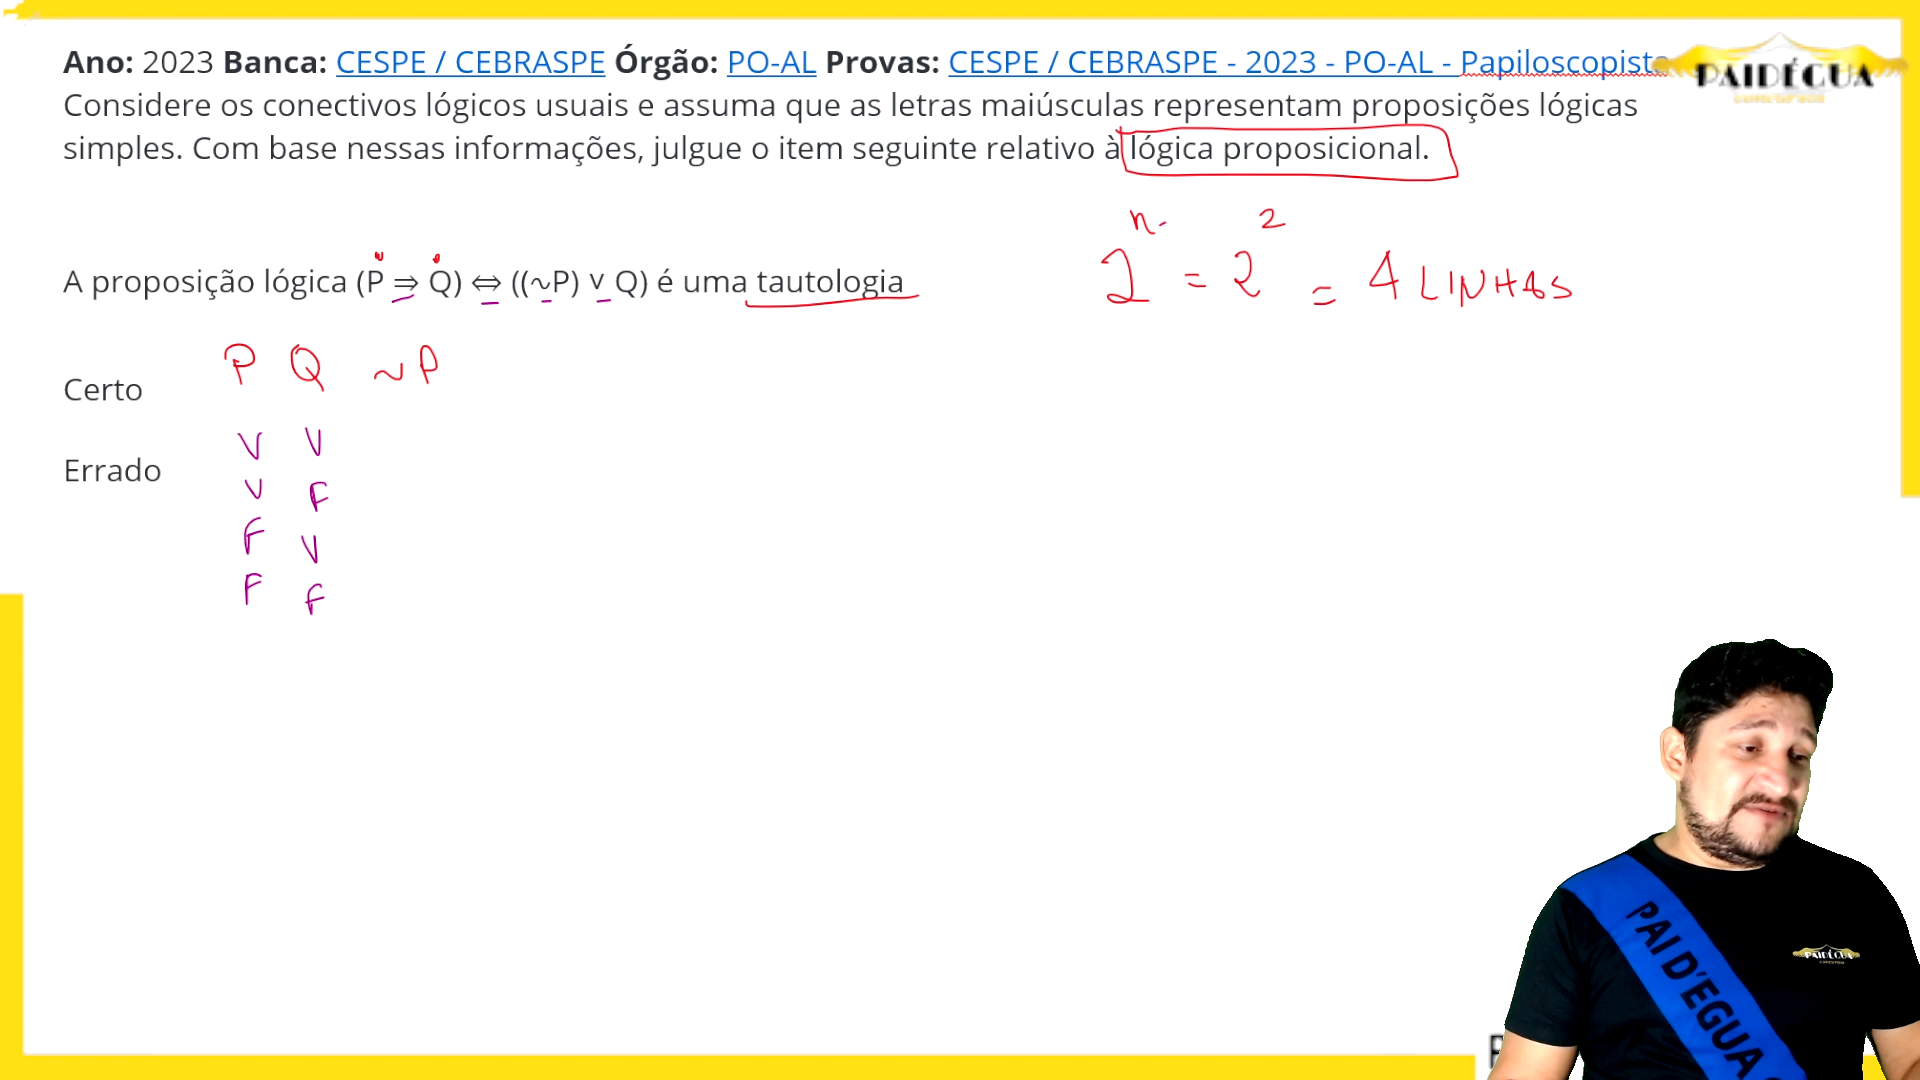 Ano: 2023 Banca: CESPE / CEBRASPE Órgão: PO-AL Provas: CESPE / CEBRASPE - 2023 - PO-AL - Papiloscopista
PAIDÉGUA
Considere os conectivos lógicos usuais e assuma que as letras maiúsculas representam proposições lógicas
simples. Com base nessas informações, julgue o item seguinte relativo à lógica proposicional.
2^n = 2^2 = 4 LINHAS
A proposição lógica (P ⇒ Q) ⇔ ((~P) ∨ Q) é uma tautologia
P Q ~P
Certo
V V
Errado
V F
F V
F F
PAI D'EGUA
PAIDÉGUA